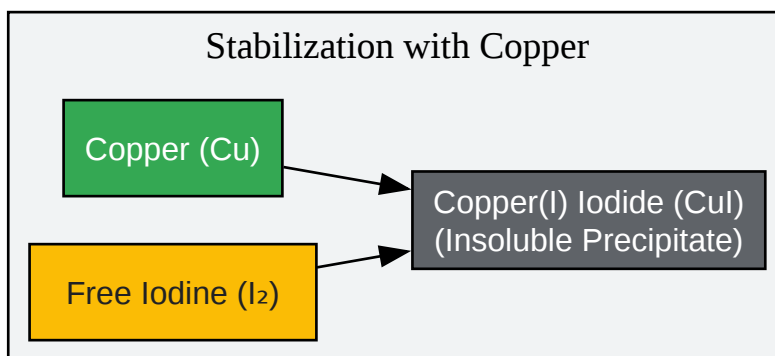 Stabilization with Copper
Copper (Cu)
Copper(I) Iodide (CuI)
(Insoluble Precipitate)
Free Iodine (I₂)